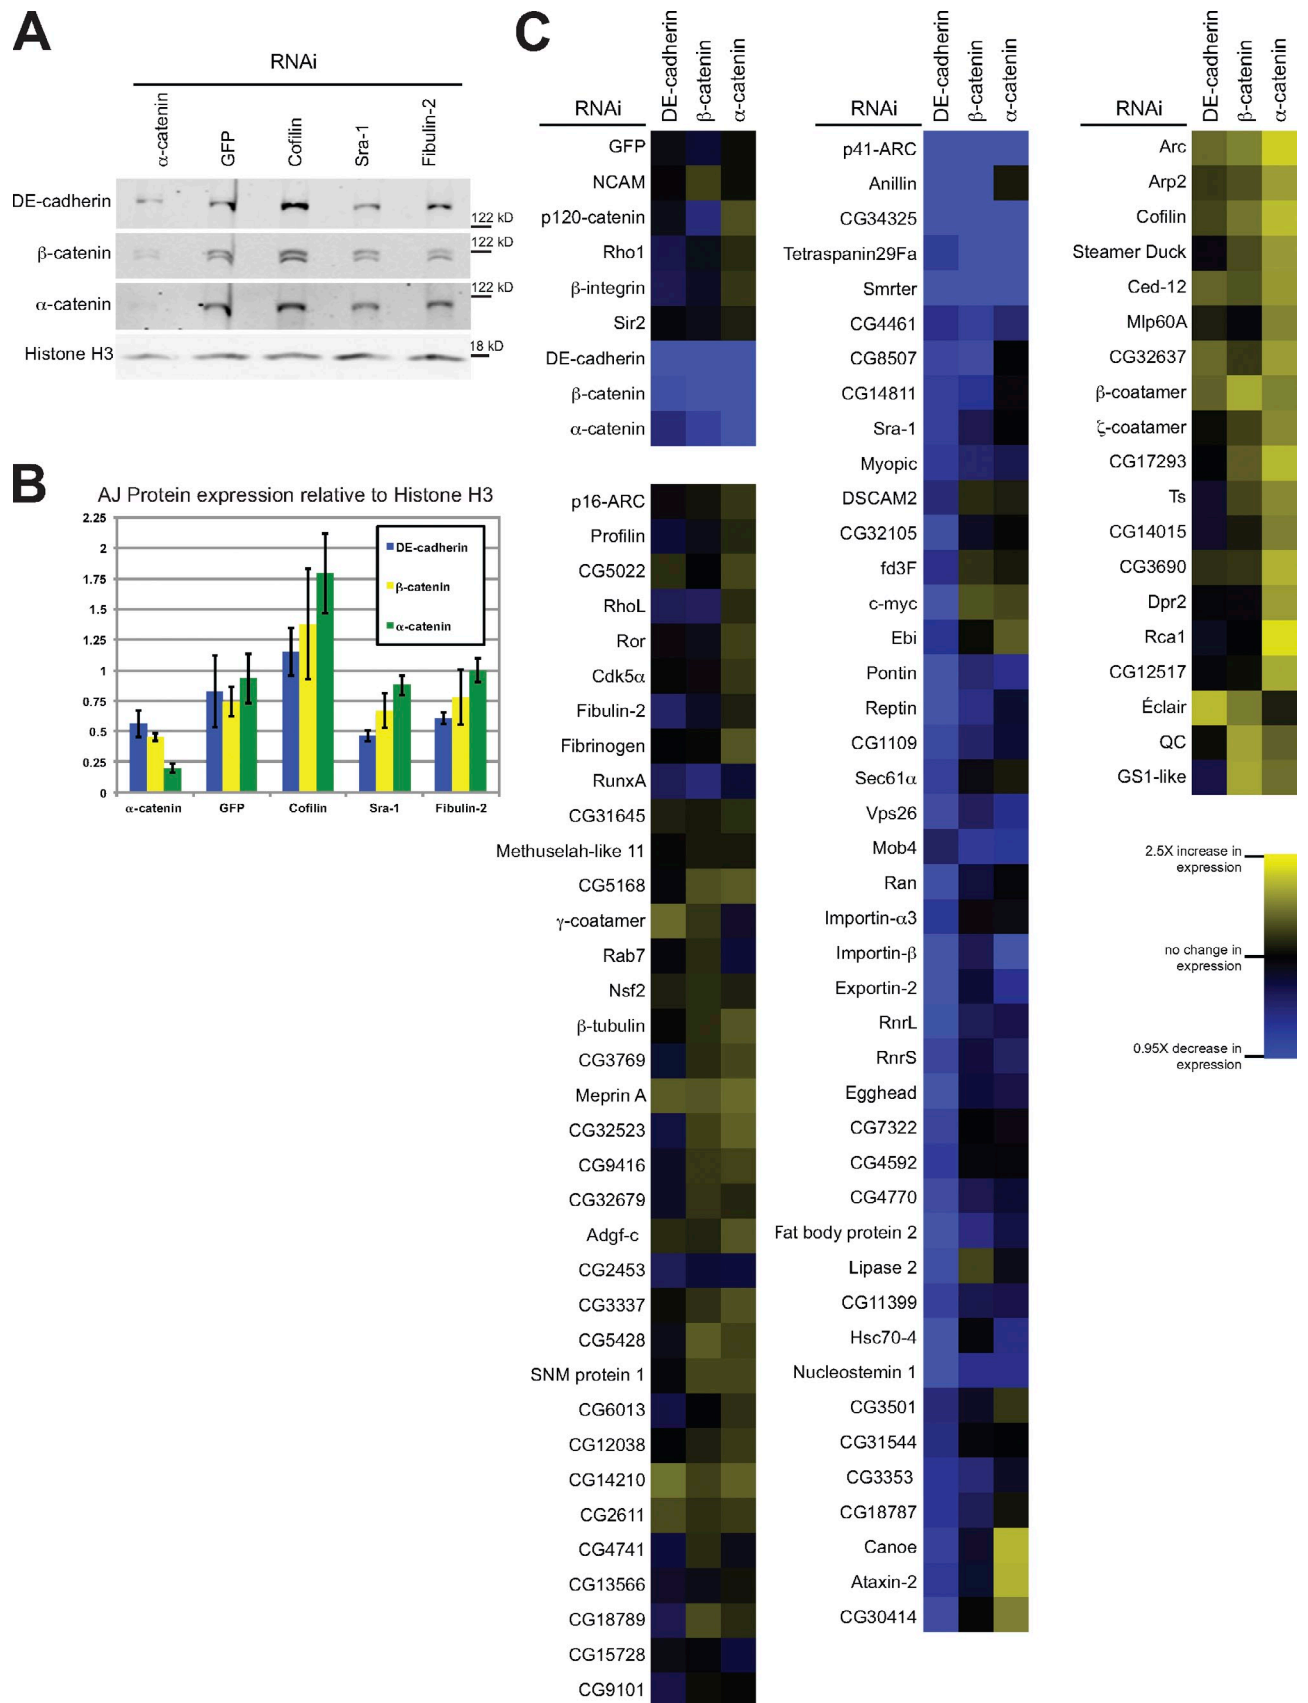 A
RNAi
α-catenin
GFP
Cofilin
Sra-1
Fibulin-2
DE-cadherin
122 kD
β-catenin
122 kD
α-catenin
122 kD
Histone H3
18 kD
B
AJ Protein expression relative to Histone H3
2.25
2
1.75
1.5
1.25
1
0.75
0.5
0.25
0
DE-cadherin
β-catenin
α-catenin
α-catenin
GFP
Cofilin
Sra-1
Fibulin-2
C
RNAi
DE-cadherin
β-catenin
α-catenin
GFP
NCAM
p120-catenin
Rho1
β-integrin
Sir2
DE-cadherin
β-catenin
α-catenin
p16-ARC
Profilin
CG5022
RhoL
Ror
Cdk5α
Fibulin-2
Fibrinogen
RunxA
CG31645
Methuselah-like 11
CG5168
γ-coatamer
Rab7
Nsf2
β-tubulin
CG3769
Meprin A
CG32523
CG9416
CG32679
Adgf-c
CG2453
CG3337
CG5428
SNM protein 1
CG6013
CG12038
CG14210
CG2611
CG4741
CG13566
CG18789
CG15728
CG9101
RNAi
DE-cadherin
β-catenin
α-catenin
p41-ARC
Anillin
CG34325
Tetraspanin29Fa
Smrter
CG4461
CG8507
CG14811
Sra-1
Myopic
DSCAM2
CG32105
fd3F
c-myc
Ebi
Pontin
Reptin
CG1109
Sec61α
Vps26
Mob4
Ran
Importin-α3
Importin-β
Exportin-2
RnrL
RnrS
Egghead
CG7322
CG4592
CG4770
Fat body protein 2
Lipase 2
CG11399
Hsc70-4
Nucleostemin 1
CG3501
CG31544
CG3353
CG18787
Canoe
Ataxin-2
CG30414
RNAi
DE-cadherin
β-catenin
α-catenin
Arc
Arp2
Cofilin
Steamer Duck
Ced-12
Mlp60A
CG32637
β-coatamer
ζ-coatamer
CG17293
Ts
CG14015
CG3690
Dpr2
Rca1
CG12517
Éclair
QC
GS1-like
2.5X increase in
expression
no change in
expression
0.95X decrease in
expression